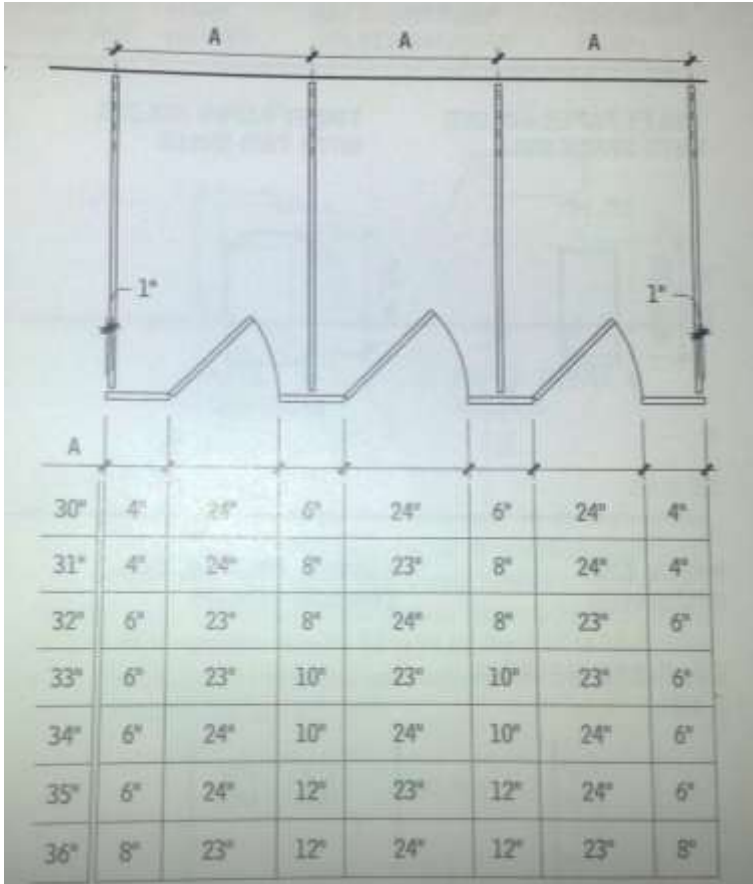 A A A
1" 1"
A
30" 4" 24" 6" 24" 6" 24" 4"
31" 4" 24" 8" 23" 8" 24" 4"
32" 6" 23" 8" 24" 8" 23" 6"
33" 6" 23" 10" 23" 10" 23" 6"
34" 6" 24" 10" 24" 10" 24" 6"
35" 6" 24" 12" 23" 12" 24" 6"
36" 8" 23" 12" 24" 12" 23" 8"